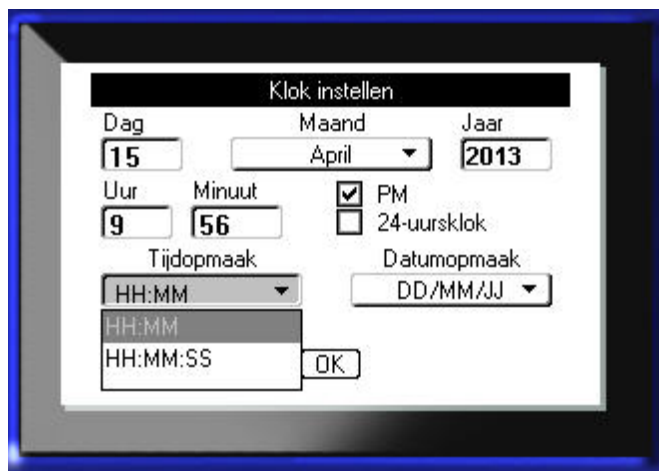 Klok instellen
Dag Maand Jaar
15 April 2013
Uur Minuut PM
9 56 24-uursklok
Tijdopmaak Datumopmaak
HH:MM DD/MM/JJ
HH:MM
HH:MM:SS
OK